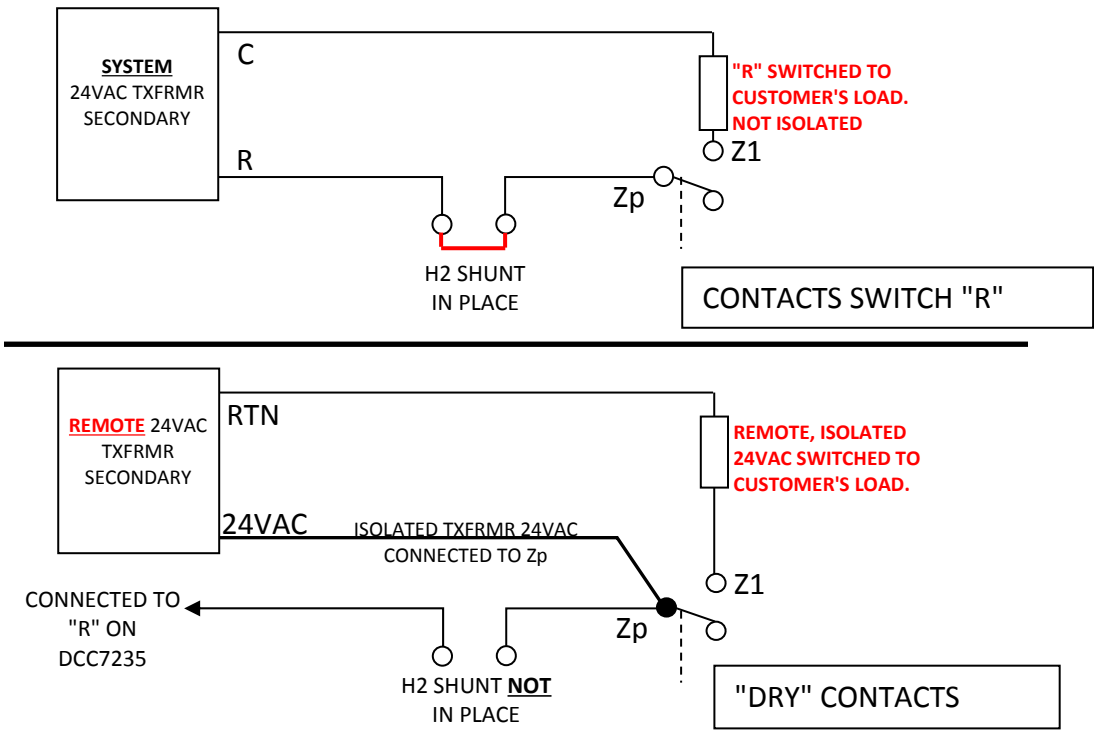 C
SYSTEM
24VAC TXFRMR
SECONDARY
"R" SWITCHED TO
CUSTOMER'S LOAD.
NOT ISOLATED
R
Z1
Zp
H2 SHUNT
IN PLACE
CONTACTS SWITCH "R"
RTN
REMOTE 24VAC
TXFRMR
SECONDARY
REMOTE, ISOLATED
24VAC SWITCHED TO
CUSTOMER'S LOAD.
24VAC
ISOLATED TXFRMR 24VAC
CONNECTED TO Zp
Z1
CONNECTED TO
"R" ON
DCC7235
Zp
H2 SHUNT NOT
IN PLACE
"DRY" CONTACTS